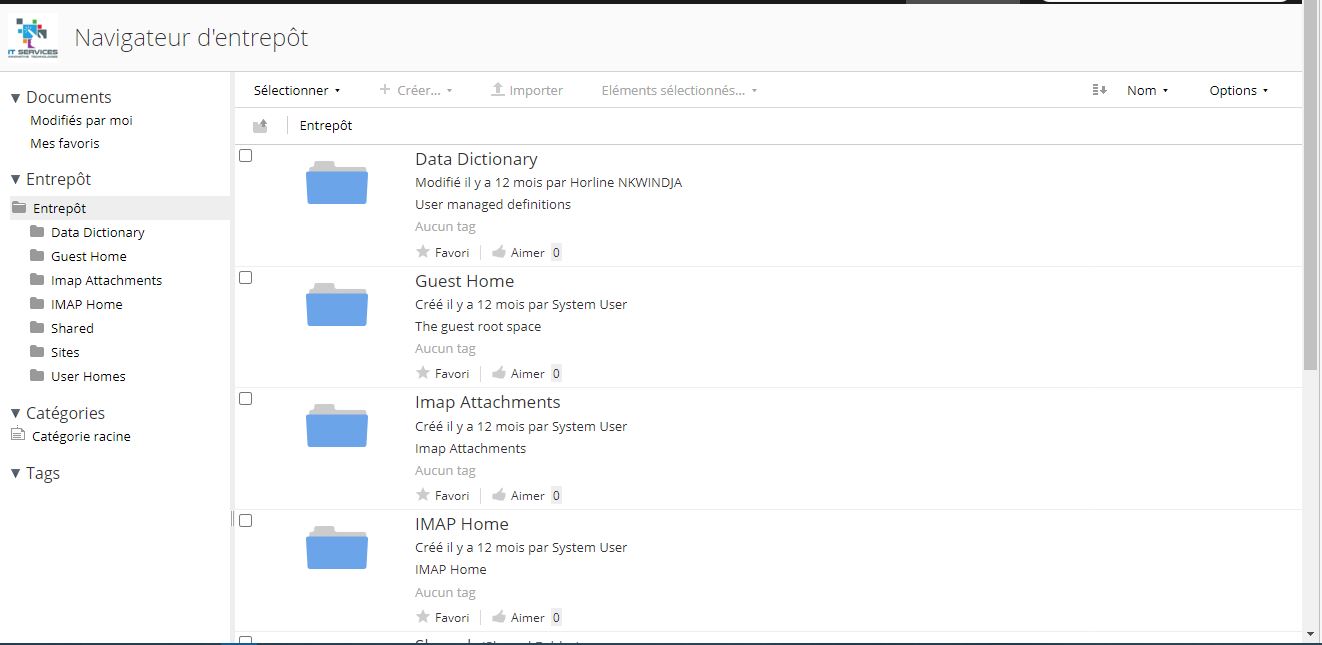 IT SERVICES
Navigateur d'entrepôt
Documents
Modifiés par moi
Mes favoris
Entrepôt
Entrepôt
Data Dictionary
Guest Home
Imap Attachments
IMAP Home
Shared
Sites
User Homes
Catégories
Catégorie racine
Tags
Sélectionner
Créer...
Importer
Eléments sélectionnés...
Nom
Options
Entrepôt
Data Dictionary
Modifié il y a 12 mois par Horline NKWINDJA
User managed definitions
Aucun tag
Favori Aimer 0
Guest Home
Créé il y a 12 mois par System User
The guest root space
Aucun tag
Favori Aimer 0
Imap Attachments
Créé il y a 12 mois par System User
Imap Attachments
Aucun tag
Favori Aimer 0
IMAP Home
Créé il y a 12 mois par System User
IMAP Home
Aucun tag
Favori Aimer 0